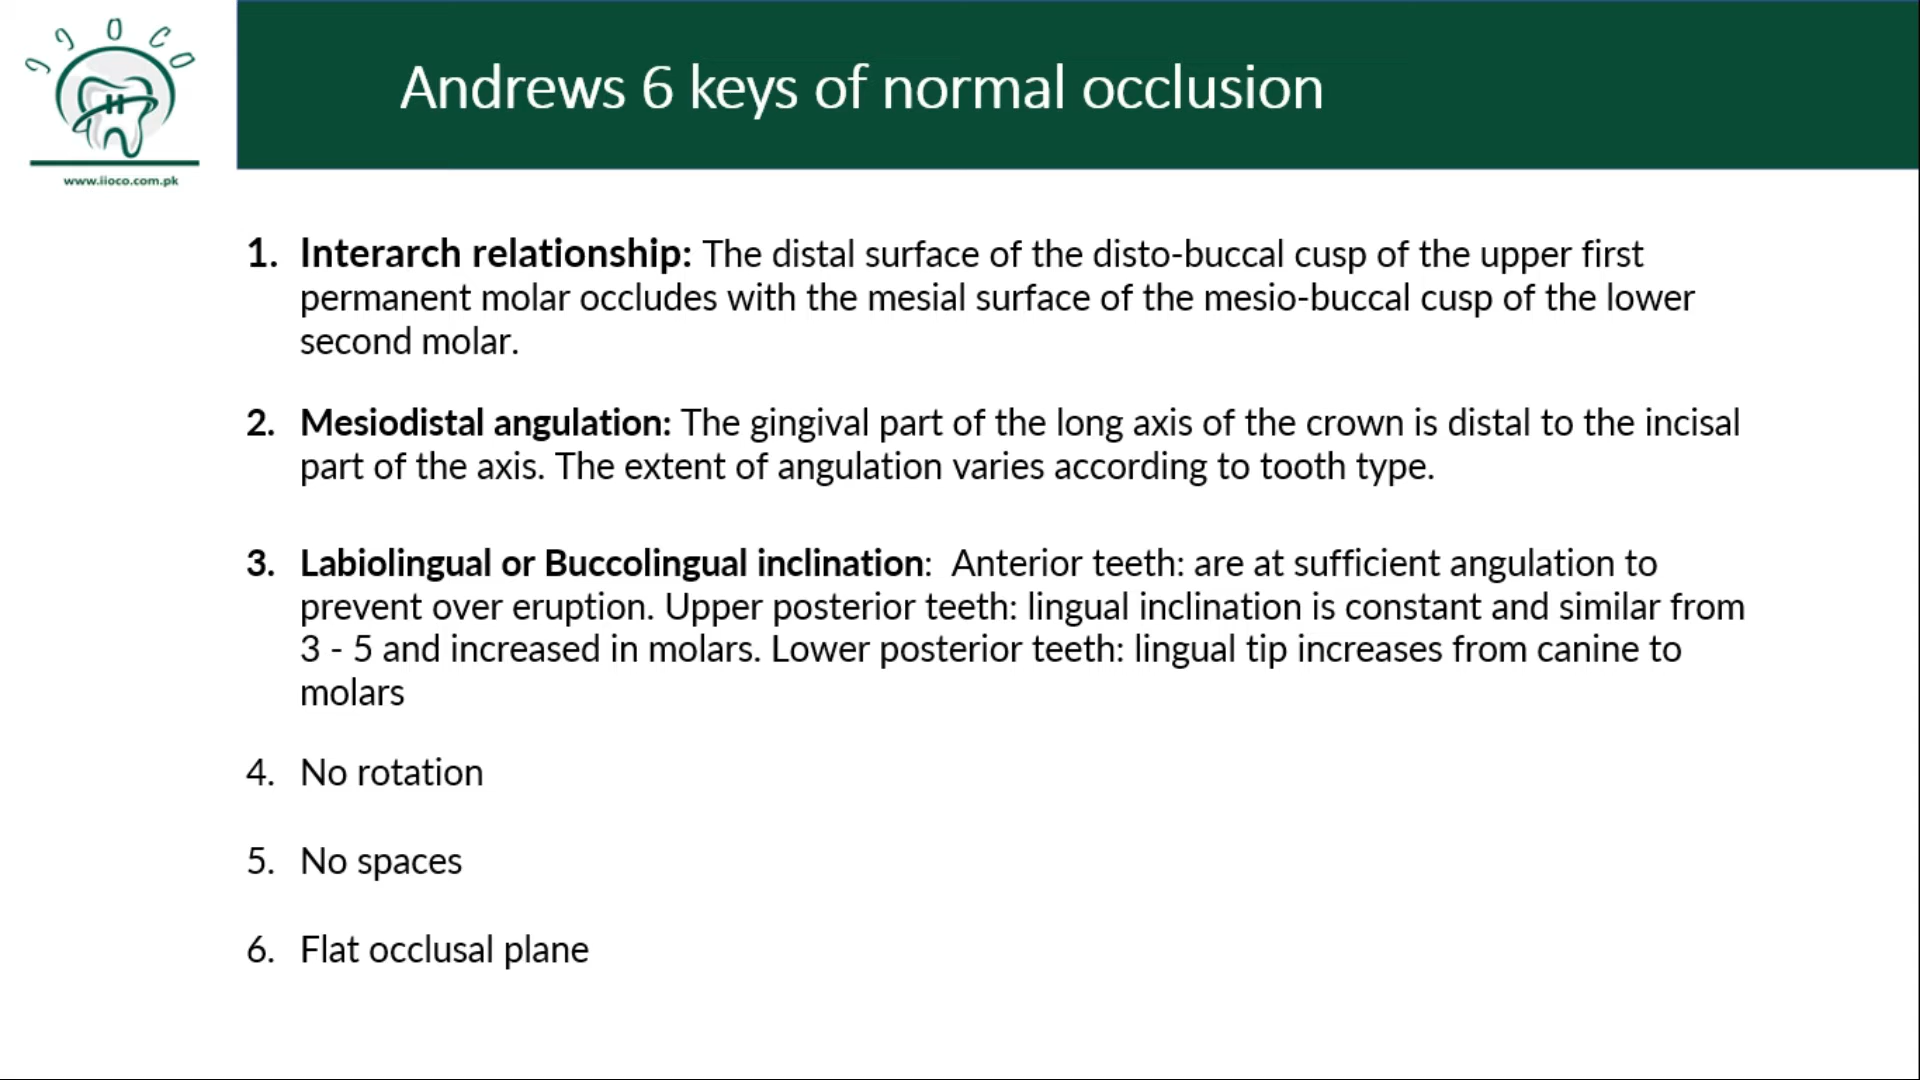 IJOCO
www.iioco.com.pk
Andrews 6 keys of normal occlusion
1. Interarch relationship: The distal surface of the disto-buccal cusp of the upper first
permanent molar occludes with the mesial surface of the mesio-buccal cusp of the lower
second molar.
2. Mesiodistal angulation: The gingival part of the long axis of the crown is distal to the incisal
part of the axis. The extent of angulation varies according to tooth type.
3. Labiolingual or Buccolingual inclination: Anterior teeth: are at sufficient angulation to
prevent over eruption. Upper posterior teeth: lingual inclination is constant and similar from
3 - 5 and increased in molars. Lower posterior teeth: lingual tip increases from canine to
molars
4. No rotation
5. No spaces
6. Flat occlusal plane